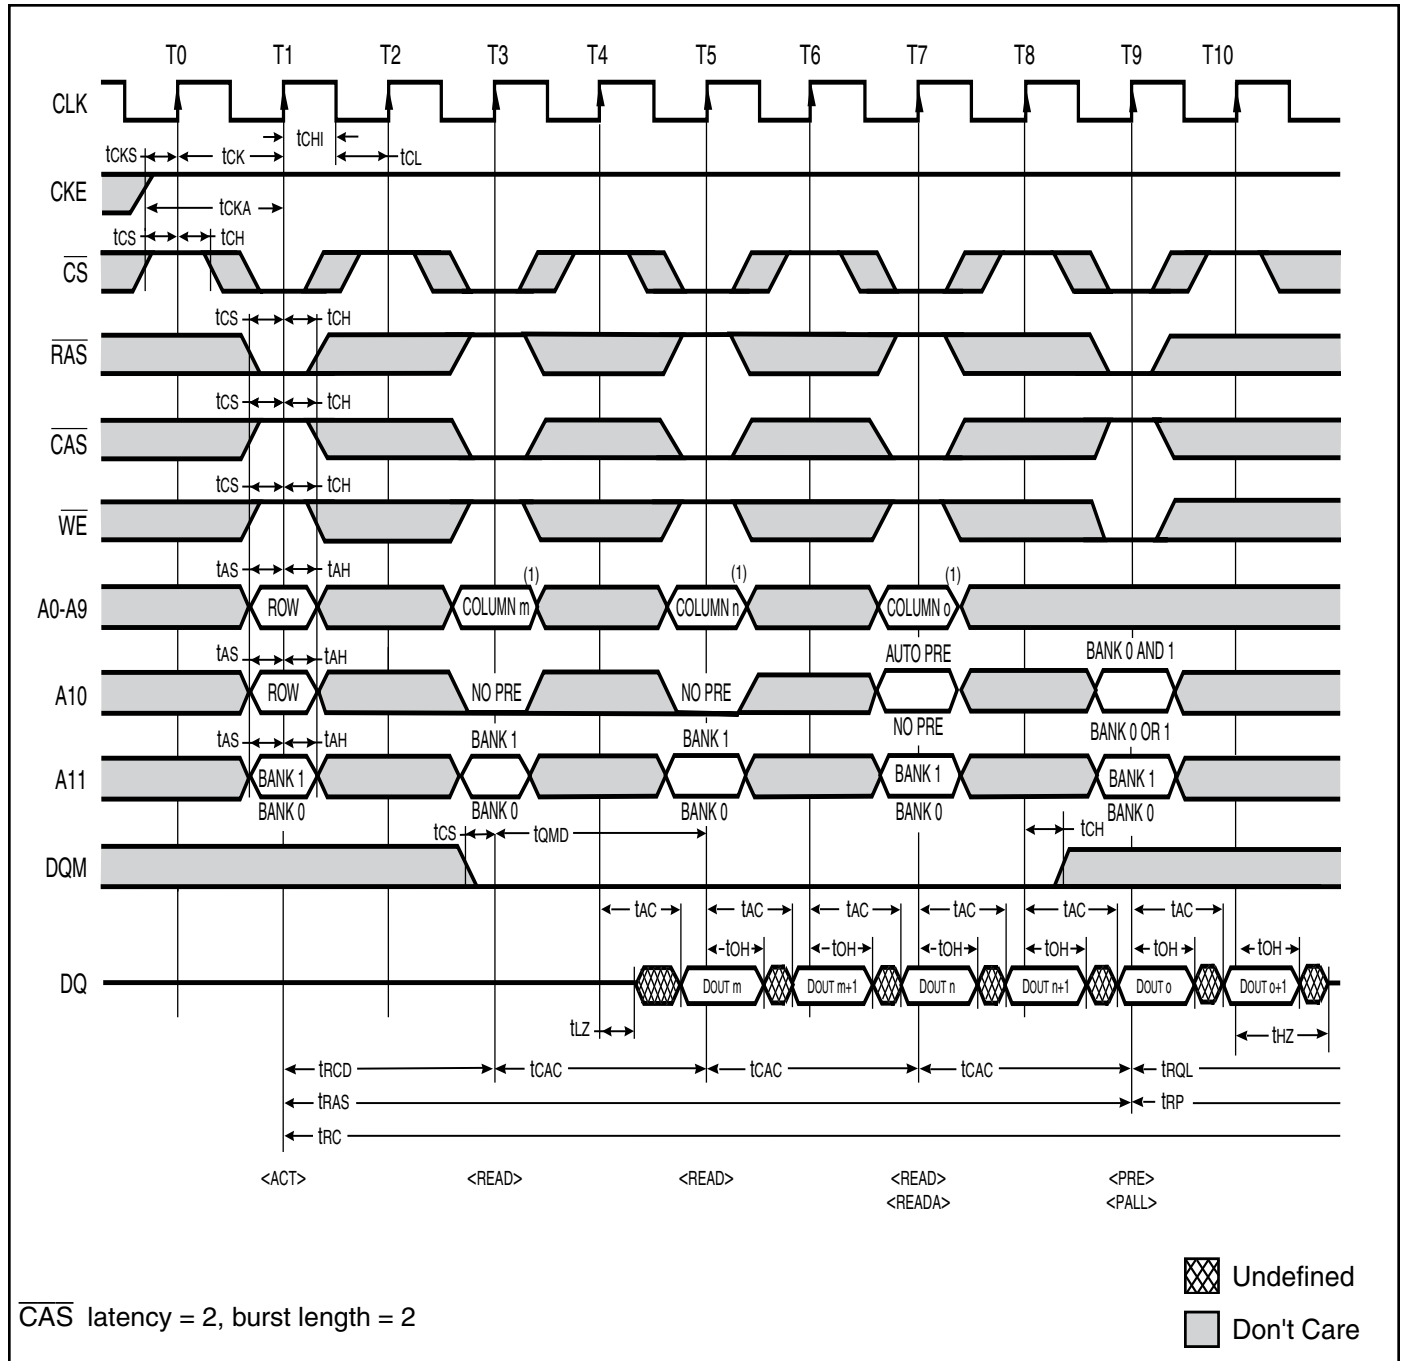 T0 T1 T2 T3 T4 T5 T6 T7 T8 T9 T10
CLK
tCHI
tCKS tCK tCL
CKE
tCKA
tCS tCH
CS
tCS tCH
RAS
tCS tCH
CAS
tCS tCH
WE
tAS tAH (1) (1) (1)
A0-A9 ROW COLUMN m COLUMN n COLUMN o
tAS tAH AUTO PRE BANK 0 AND 1
A10 ROW NO PRE NO PRE
NO PRE BANK 0 OR 1
tAS tAH BANK 1 BANK 1
A11 BANK 1 BANK 1 BANK 1
BANK 0 BANK 0 BANK 0 BANK 0 BANK 0
tCS tQMD tCH
DQM
tAC tAC tAC tAC tAC tAC
tOH tOH tOH tOH tOH tOH
DQ DOUT m DOUT m+1 DOUT n DOUT n+1 DOUT o DOUT o+1
tLZ tHZ
tRCD tCAC tCAC tCAC tRQL
tRAS tRP
tRC
<ACT> <READ> <READ> <READ> <PRE>
<READA> <PALL>
Undefined
CAS latency = 2, burst length = 2
Don't Care